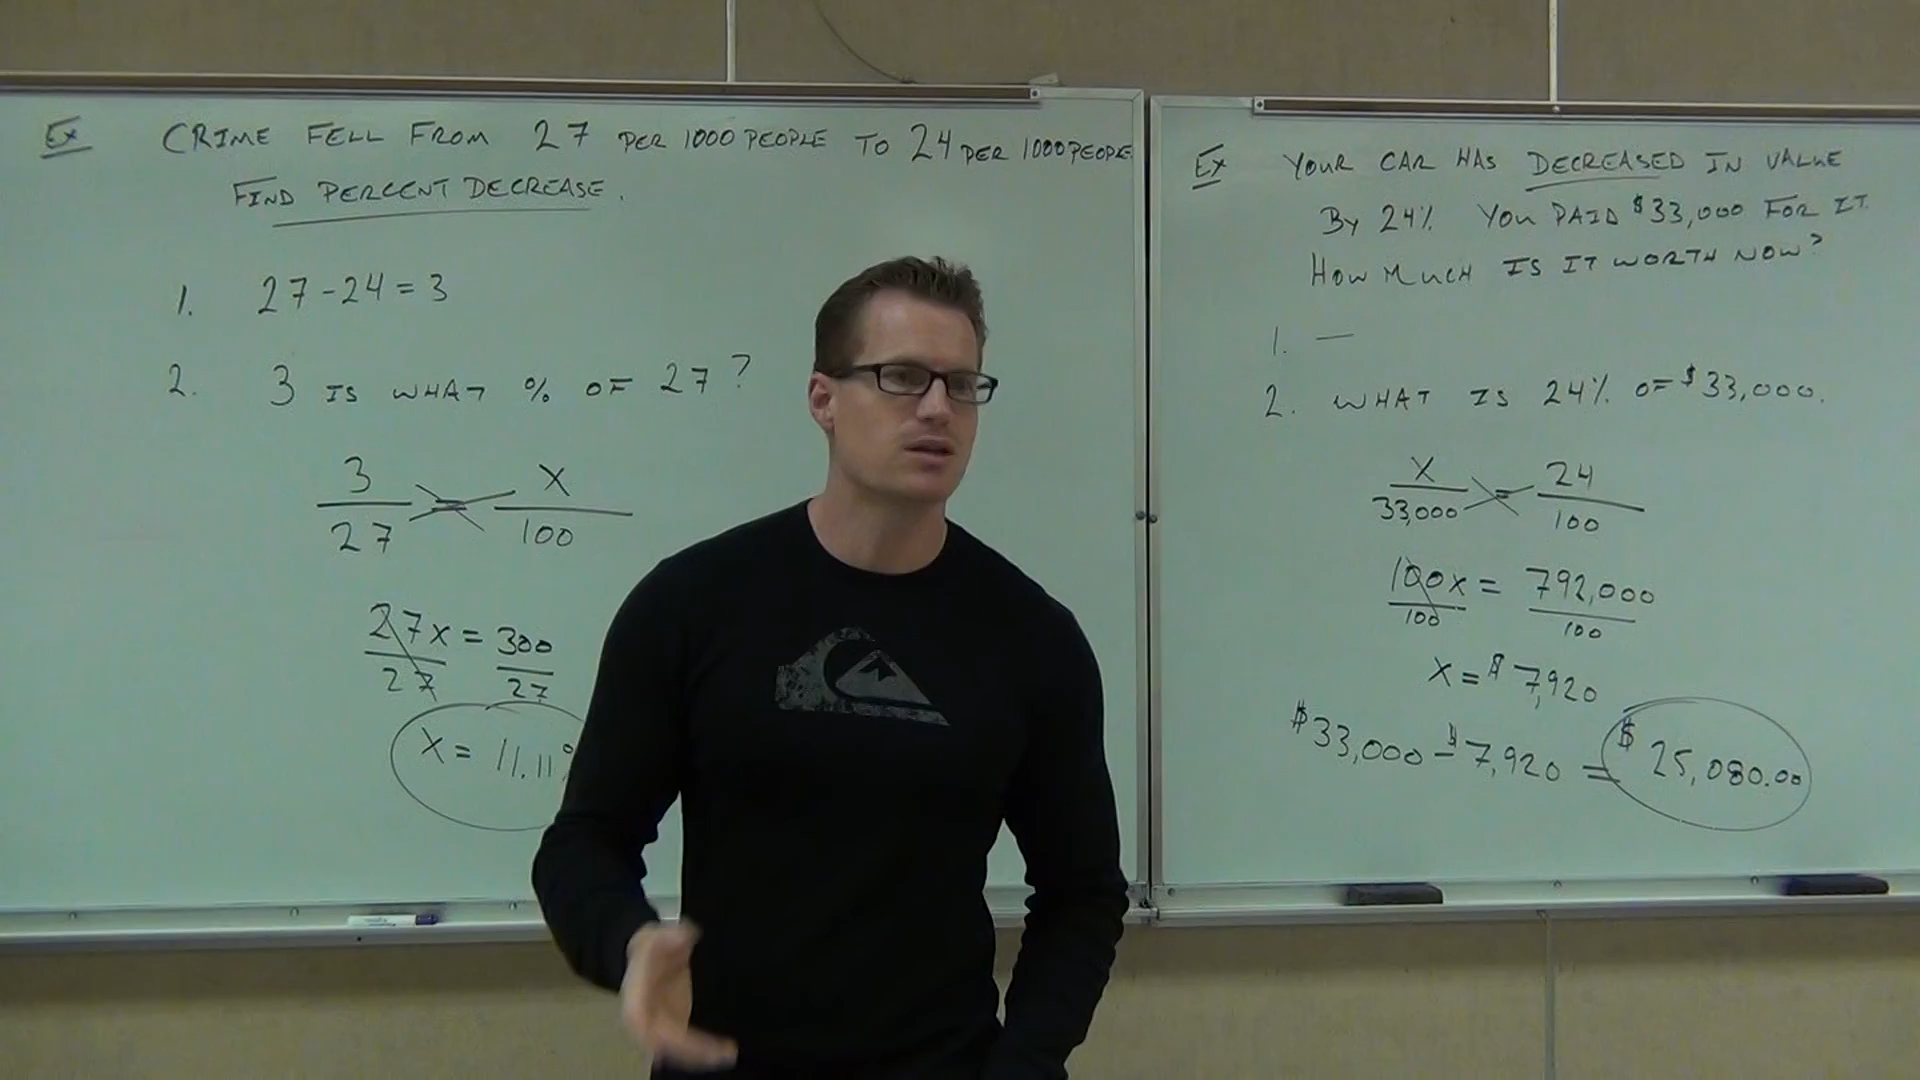 Ex CRIME FELL FROM 27 PER 1000 PEOPLE TO 24 PER 1000 PEOPLE
FIND PERCENT DECREASE.
1. 27-24=3
2. 3 IS WHAT % OF 27?
3 = X
27 100
27x = 300
27 27
X = 11.11%
Ex YOUR CAR HAS DECREASED IN VALUE
BY 24% YOU PAID $33,000 FOR IT.
HOW MUCH IS IT WORTH NOW?
1. —
2. WHAT IS 24% OF $33,000.
X = 24
33,000 100
100x = 792,000
100 100
X = $7,920
$33,000 - $7,920 = $25,080.00